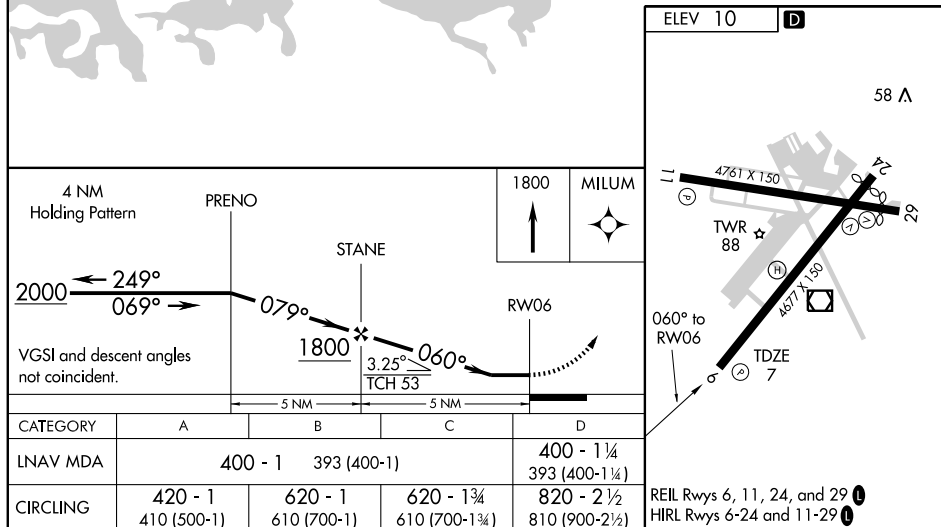 ELEV 10 D
58
4 NM
Holding Pattern
PRENO
STANE
1800
MILUM
RW06
2000
249°
069°
079°
1800
3.25°
TCH 53
060°
VGSI and descent angles
not coincident.
5 NM
5 NM
CATEGORY A B C D
LNAV MDA 400 - 1 393 (400-1) 400 - 1¼
393 (400-1¼)
CIRCLING 420 - 1 620 - 1 620 - 1¾ 820 - 2½
410 (500-1) 610 (700-1) 610 (700-1¾) 810 (900-2½)
11
4761 X 150
24
29
P
V
V
TWR
88
H
4677 X 150
060° to
RW06
6
P
TDZE
7
REIL Rwys 6, 11, 24, and 29 L
HIRL Rwys 6-24 and 11-29 L